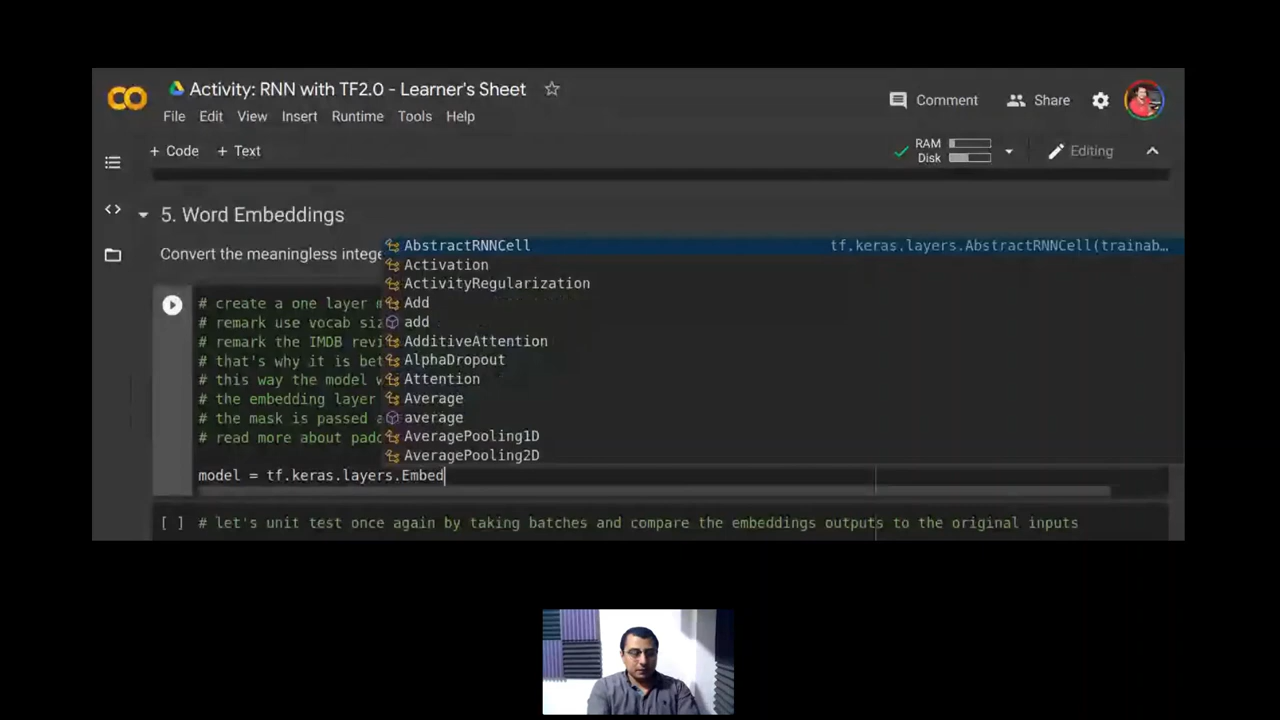 Activity: RNN with TF2.0 - Learner's Sheet
Comment
Share
File Edit View Insert Runtime Tools Help
+ Code + Text
RAM
Disk
Editing
5. Word Embeddings
Convert the meaningless intege
AbstractRNNCell tf.keras.layers.AbstractRNNCell(trainab…
Activation
ActivityRegularization
Add
add
AdditiveAttention
AlphaDropout
Attention
Average
average
AveragePooling1D
AveragePooling2D
# create a one layer m
# remark use vocab siz
# remark the IMDB revi
# that's why it is bet
# this way the model w
# the embedding layer
# the mask is passed a
# read more about padd
model = tf.keras.layers.Embed
[ ] # let's unit test once again by taking batches and compare the embeddings outputs to the original inputs